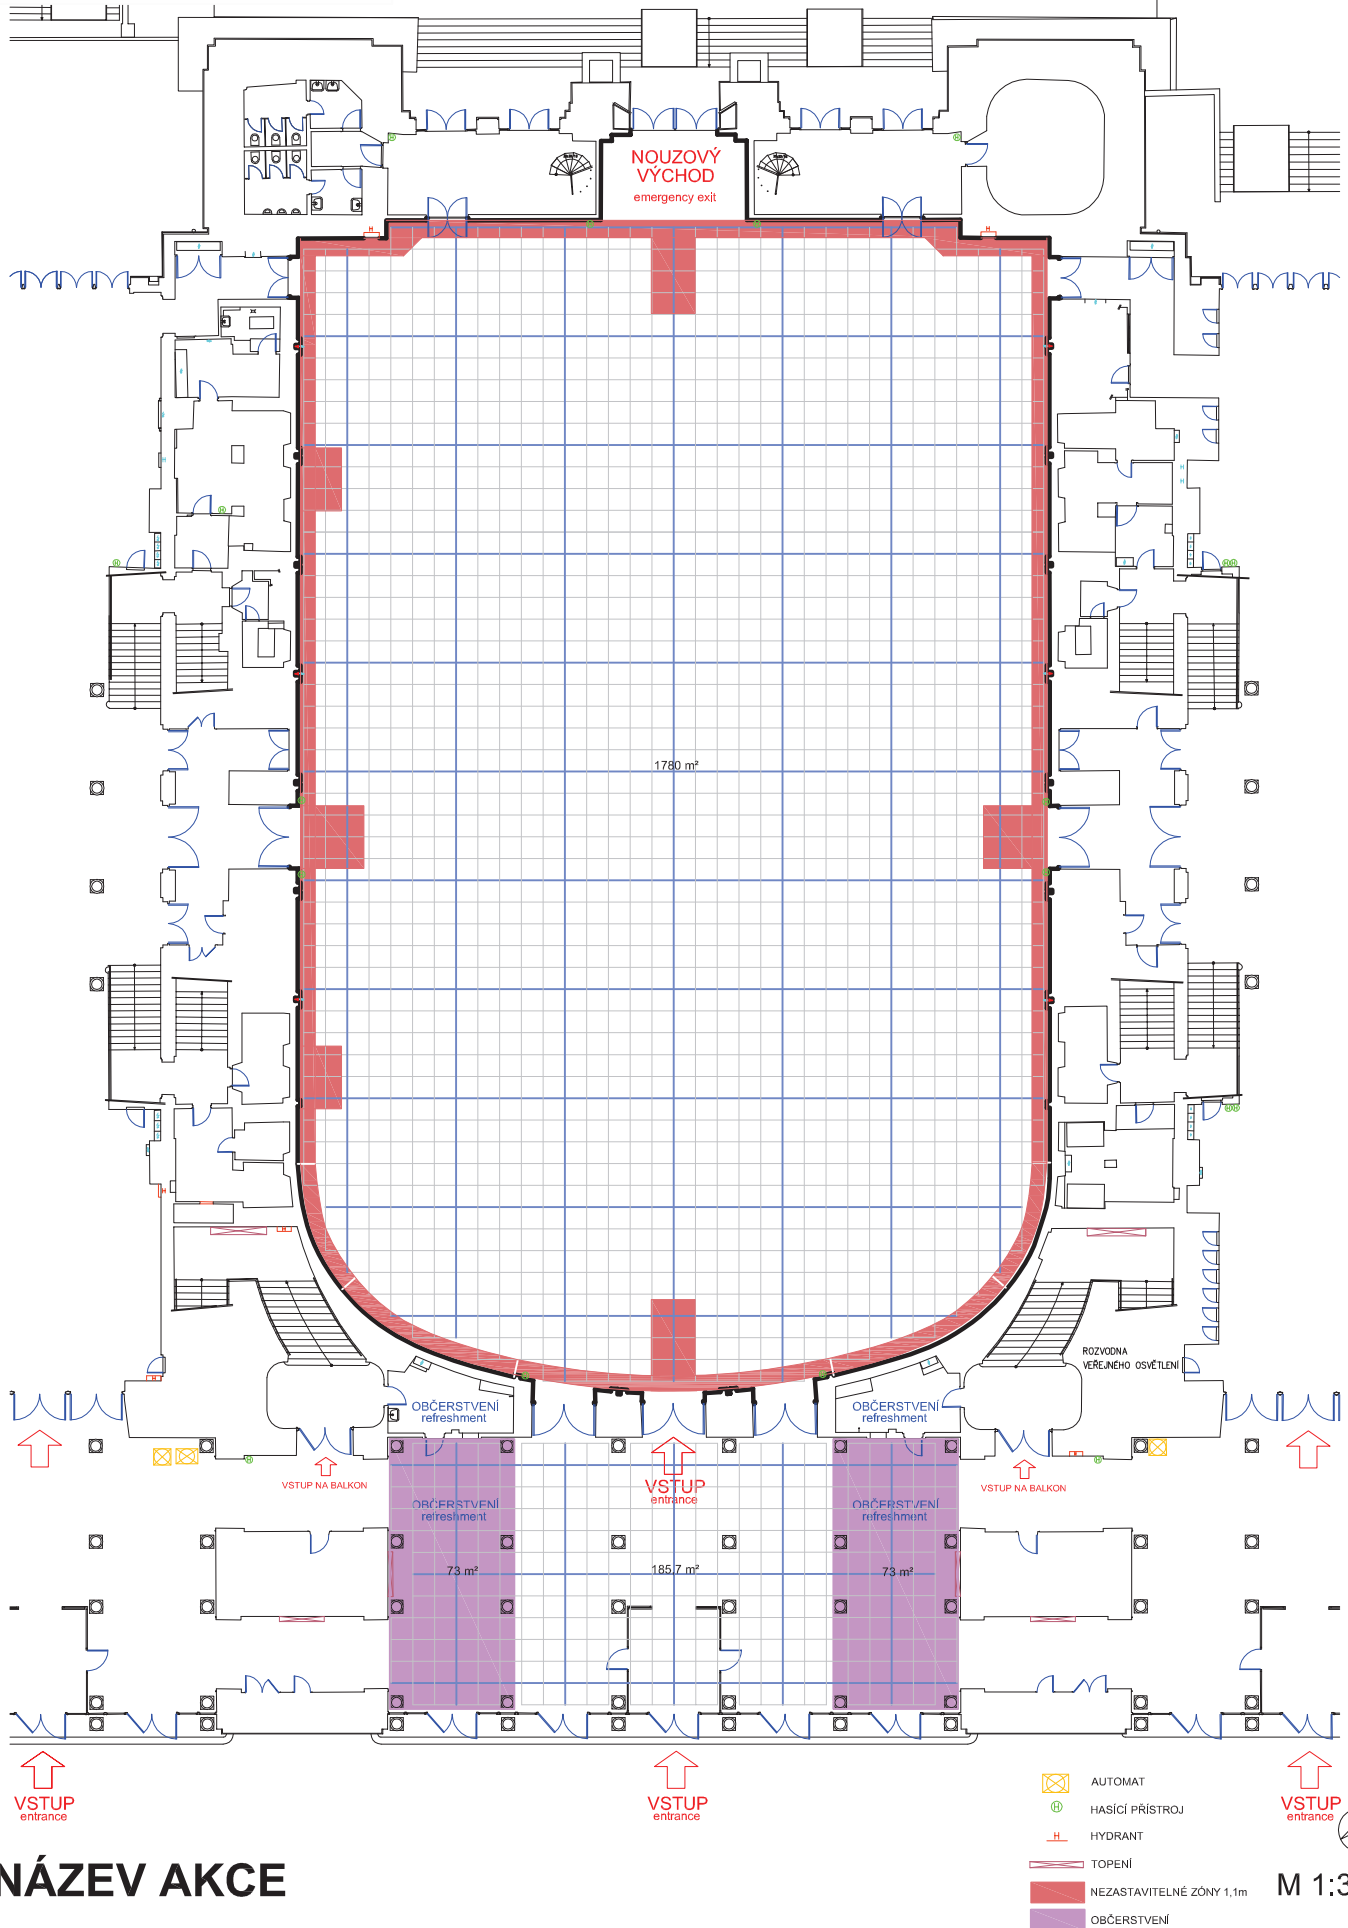 NOUZOVÝ
VÝCHOD
emergency exit
H
H
1780 m²
ROZVODNA
VEŘEJNÉHO OSVĚTLENÍ
OBČERSTVENÍ
refreshment
OBČERSTVENÍ
refreshment
VSTUP NA BALKON
VSTUP
entrance
VSTUP NA BALKON
OBČERSTVENÍ
refreshment
OBČERSTVENÍ
refreshment
73 m²
185,7 m²
73 m²
VSTUP
entrance
VSTUP
entrance
VSTUP
entrance
AUTOMAT
H HASÍCÍ PŘÍSTROJ
H HYDRANT
TOPENÍ
NEZASTAVITELNÉ ZÓNY 1,1m
OBČERSTVENÍ
NÁZEV AKCE
M 1:3